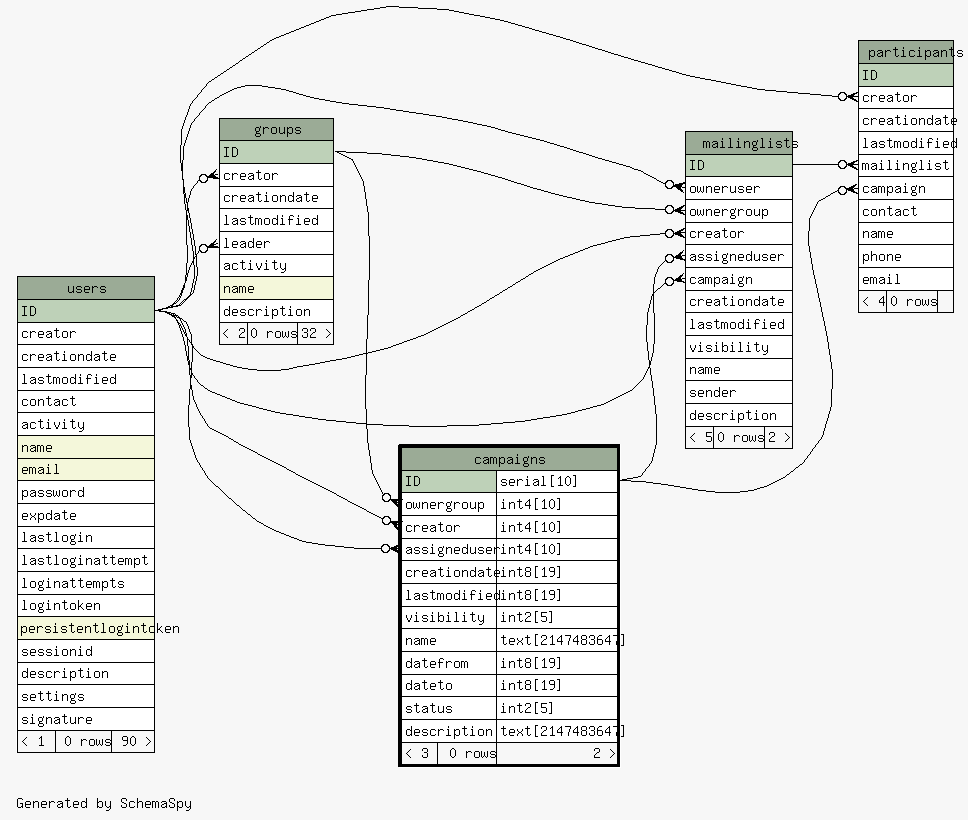 participants
ID
creator
creationdate
lastmodified
mailinglist
campaign
contact
name
phone
email
< 4 0 rows
groups
ID
creator
creationdate
lastmodified
leader
activity
name
description
< 2 0 rows 32 >
mailinglists
ID
owneruser
ownergroup
creator
assigneduser
campaign
creationdate
lastmodified
visibility
name
sender
description
< 5 0 rows 2 >
users
ID
creator
creationdate
lastmodified
contact
activity
name
email
password
expdate
lastlogin
lastloginattempt
loginattempts
logintoken
persistentlogintoken
sessionid
description
settings
signature
< 1 0 rows 90 >
campaigns
ID serial[10]
ownergroup int4[10]
creator int4[10]
assigneduser int4[10]
creationdate int8[19]
lastmodified int8[19]
visibility int2[5]
name text[2147483647]
datefrom int8[19]
dateto int8[19]
status int2[5]
description text[2147483647]
< 3 0 rows 2 >
Generated by SchemaSpy